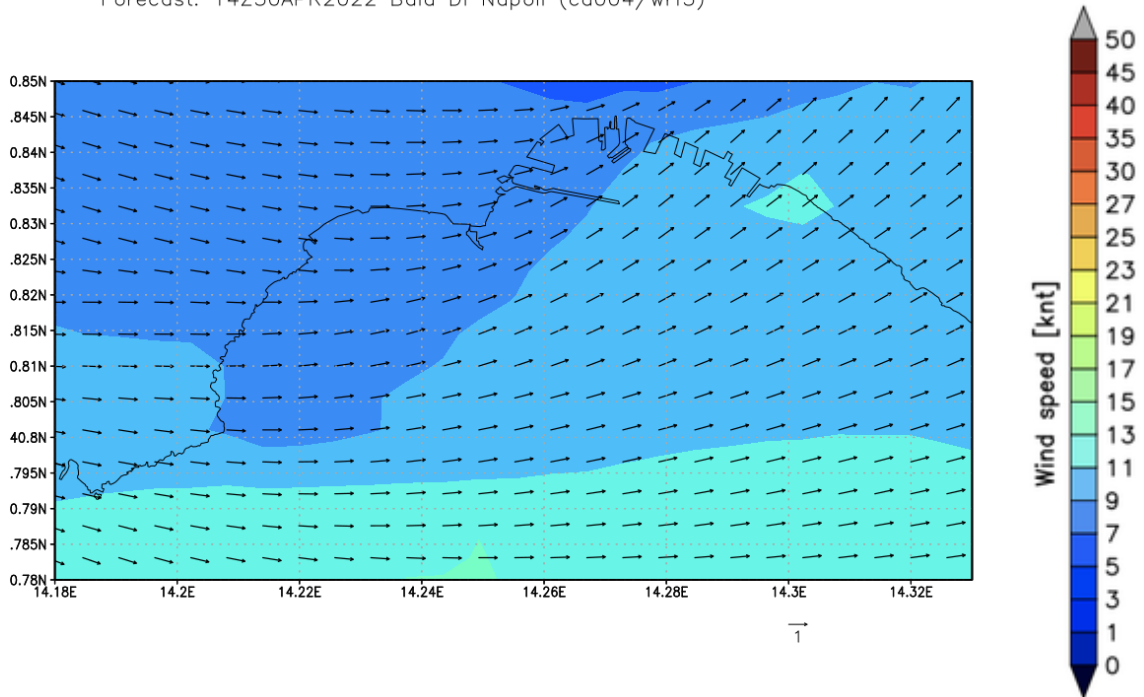 Forecast: 14Z30APR2022 Baia Di Napoli (cd004/WMS)
0.85N
.845N
0.84N
.835N
0.83N
.825N
0.82N
.815N
0.81N
.805N
40.8N
.795N
0.79N
.785N
0.78N
14.18E 14.2E 14.22E 14.24E 14.26E 14.28E 14.3E 14.32E
1
Wind speed [knt]
50
45
40
35
30
27
25
23
21
19
17
15
13
11
9
7
5
3
1
0